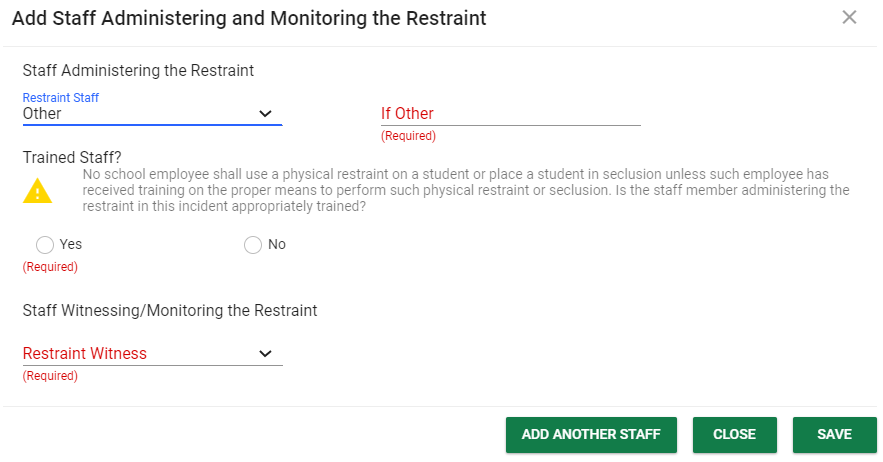 Add Staff Administering and Monitoring the Restraint
Staff Administering the Restraint
Restraint Staff
Other
If Other
(Required)
Trained Staff?
No school employee shall use a physical restraint on a student or place a student in seclusion unless such employee has
received training on the proper means to perform such physical restraint or seclusion. Is the staff member administering the
restraint in this incident appropriately trained?
Yes
No
(Required)
Staff Witnessing/Monitoring the Restraint
Restraint Witness
(Required)
ADD ANOTHER STAFF
CLOSE
SAVE